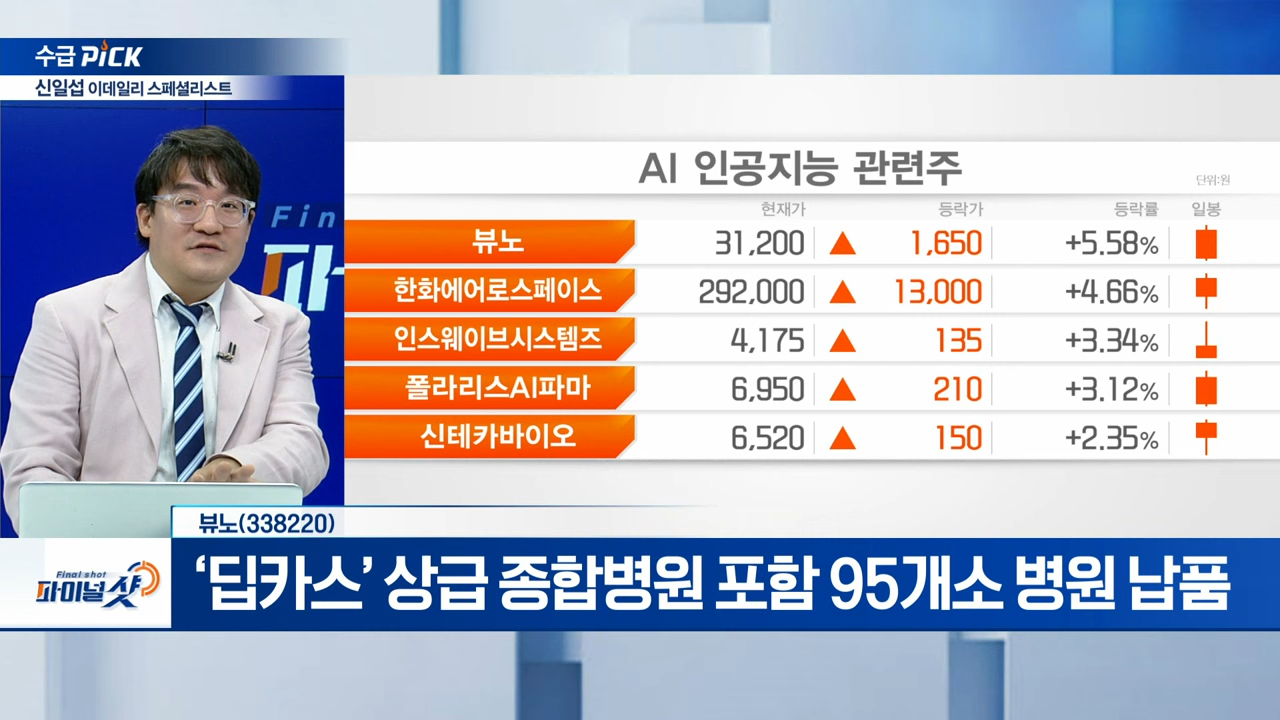 수급 PiCK
신일섭 이데일리 스페셜리스트
Fin
파
AI 인공지능 관련주
단위:원
현재가 등락가 등락률 일봉
뷰노 31,200 ▲ 1,650 +5.58%
한화에어로스페이스 292,000 ▲ 13,000 +4.66%
인스웨이브시스템즈 4,175 ▲ 135 +3.34%
폴라리스AI파마 6,950 ▲ 210 +3.12%
신테카바이오 6,520 ▲ 150 +2.35%
뷰노(338220)
Final shot
파이널샷
‘딥카스’ 상급 종합병원 포함 95개소 병원 납품